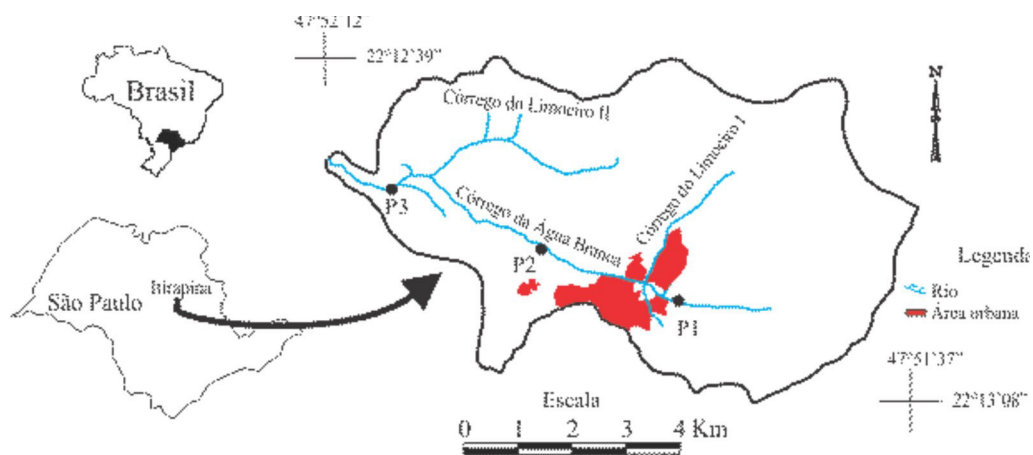 47°52'12"
22°12'39"
N
Brasil
Córrego do Limoeiro II
Córrego do Limoeiro I
P3
Córrego da Água Branca
P2
P1
Legenda
Rio
Área urbana
São Paulo
Itirapina
47°51'37"
22°13'08"
Escala
0 1 2 3 4 Km